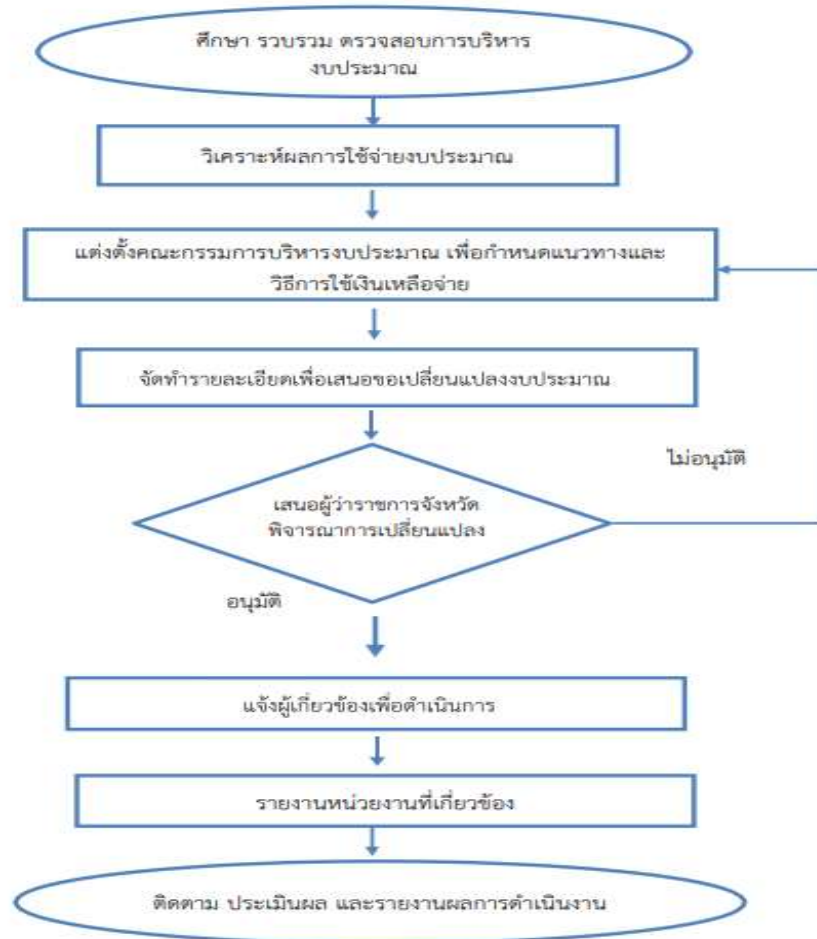 ศึกษา รวบรวม ตรวจสอบการบริหาร
งบประมาณ
วิเคราะห์ผลการใช้จ่ายงบประมาณ
แต่งตั้งคณะกรรมการบริหารงบประมาณ เพื่อกำหนดแนวทางและ
วิธีการใช้เงินเหลือจ่าย
จัดทำรายละเอียดเพื่อเสนอขอเปลี่ยนแปลงงบประมาณ
ไม่อนุมัติ
เสนอผู้ว่าราชการจังหวัด
พิจารณาการเปลี่ยนแปลง
อนุมัติ
แจ้งผู้เกี่ยวข้องเพื่อดำเนินการ
รายงานหน่วยงานที่เกี่ยวข้อง
ติดตาม ประเมินผล และรายงานผลการดำเนินงาน